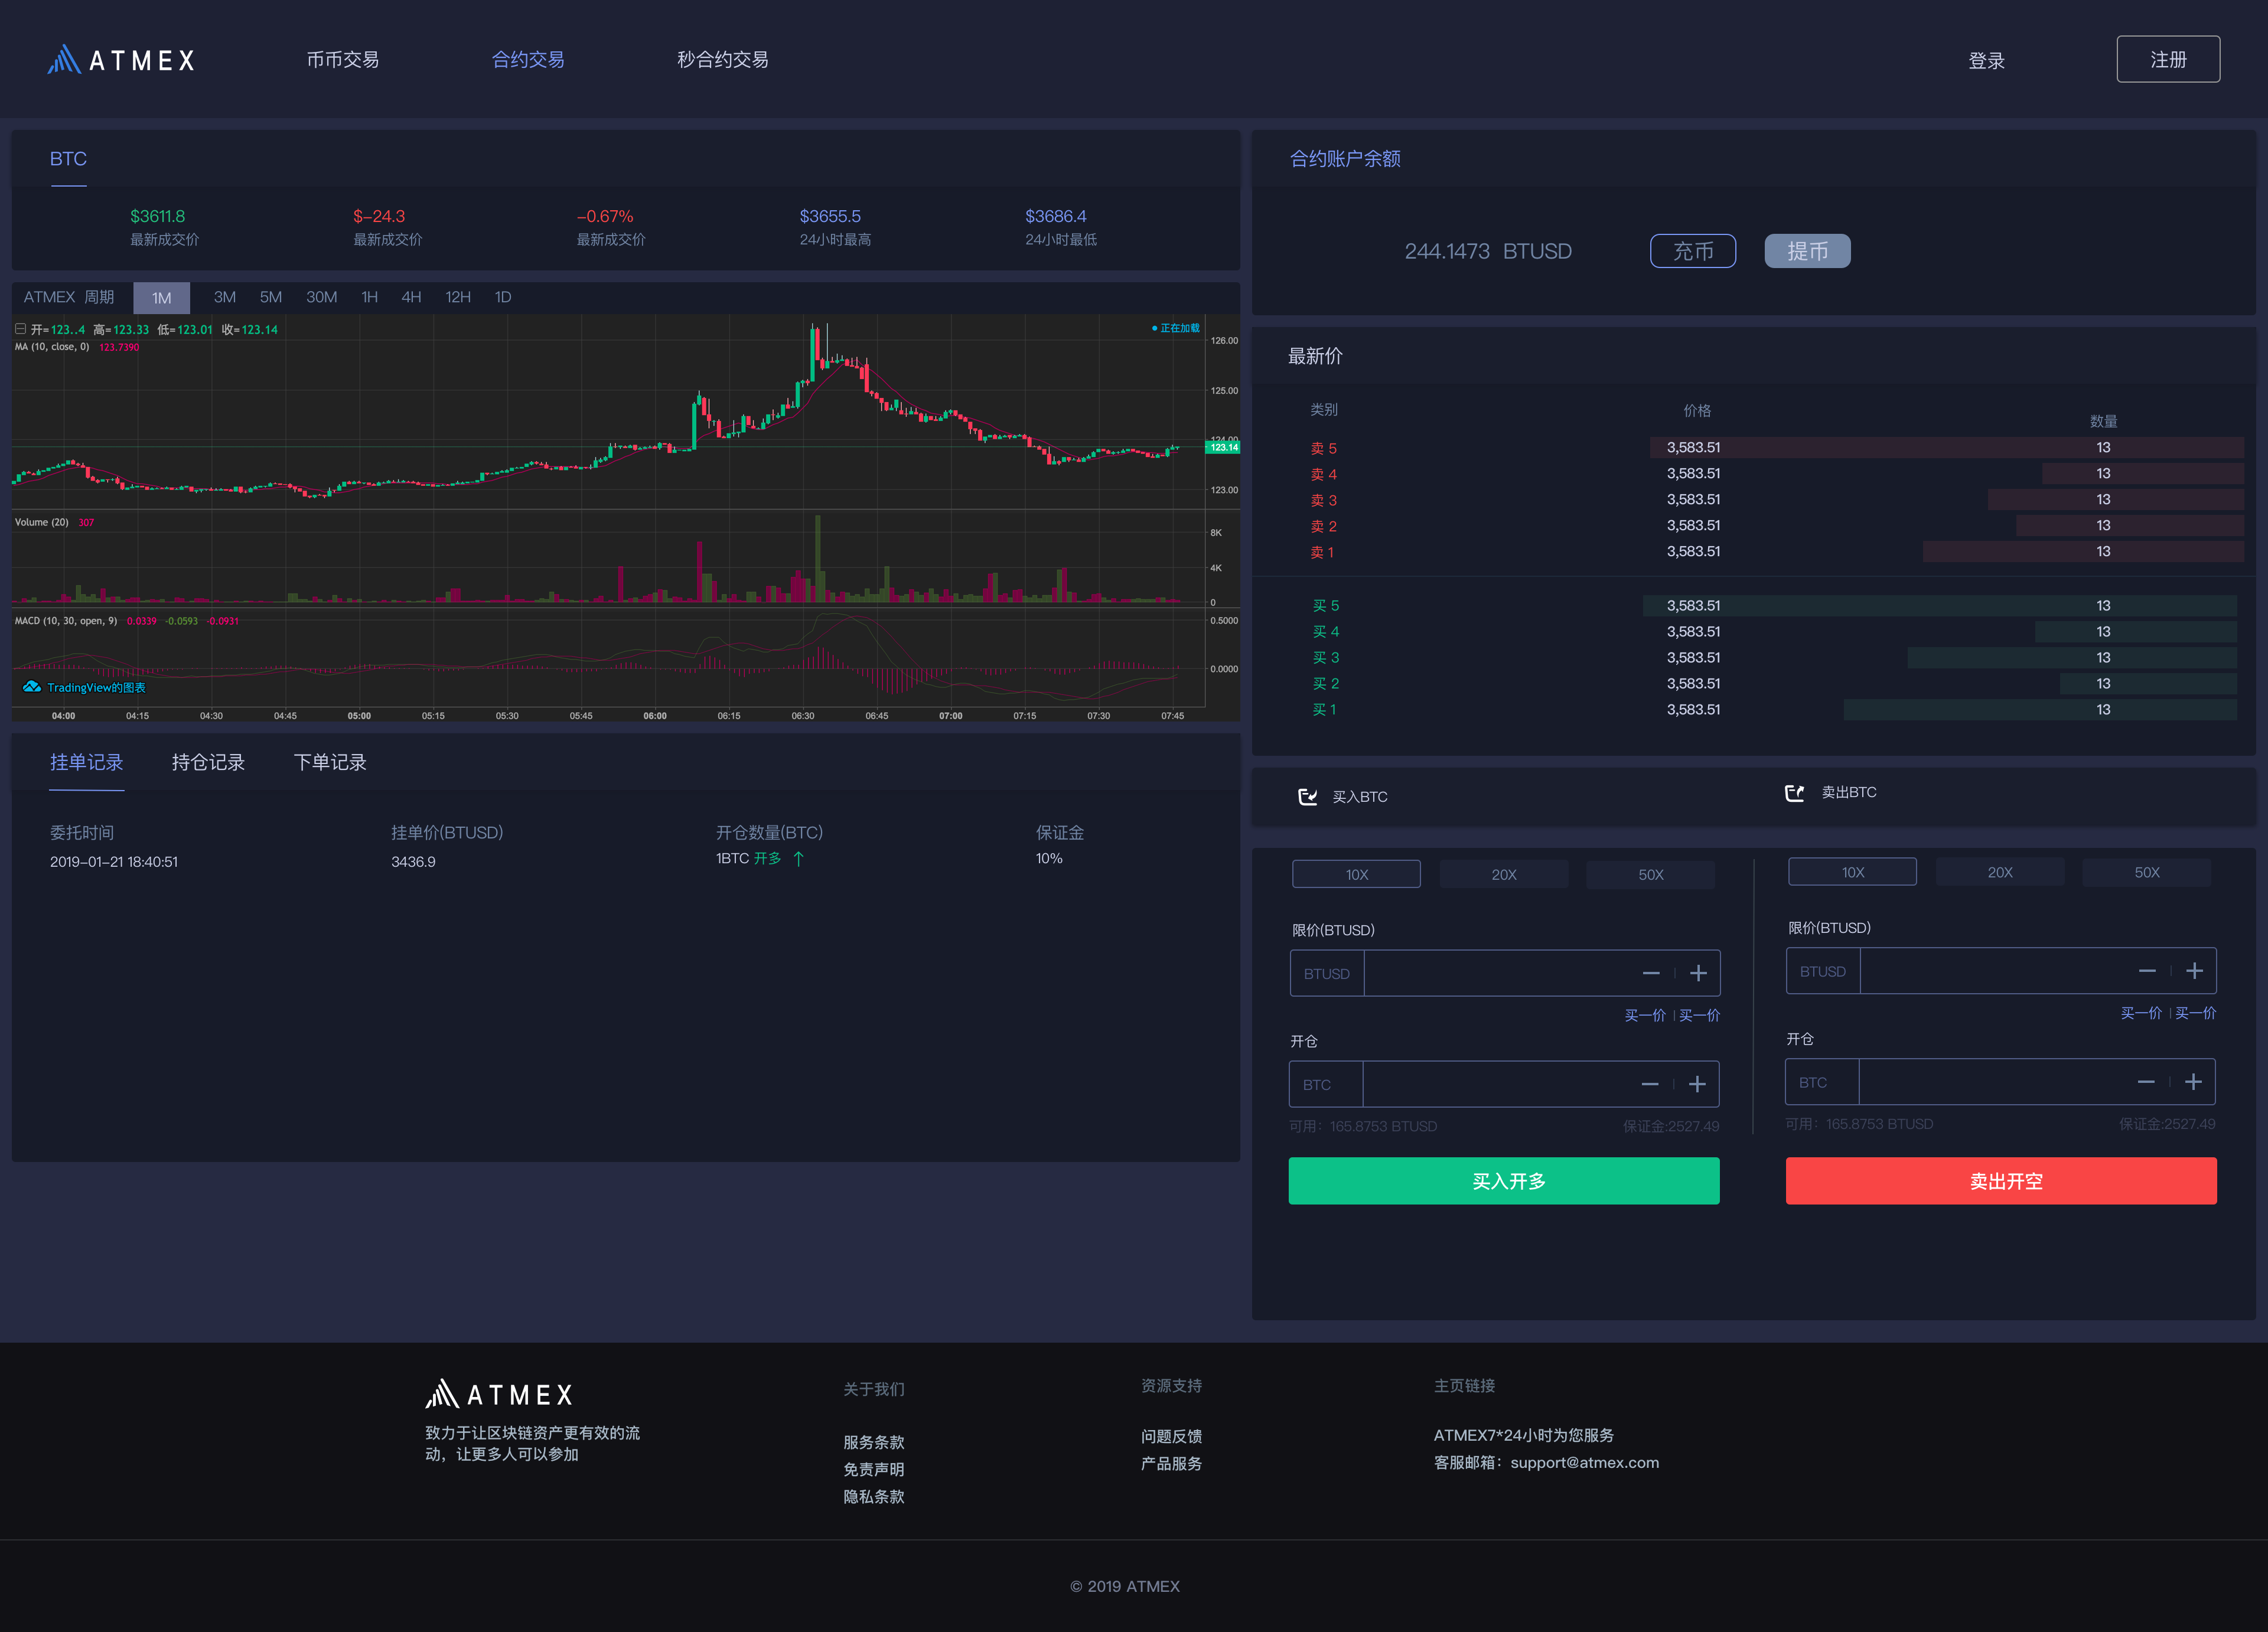 ATMEX 币币交易 合约交易 秒合约交易 登录 注册
BTC
$3611.8 $-24.3 -0.67% $3655.5 $3686.4
最新成交价 最新成交价 最新成交价 24小时最高 24小时最低
ATMEX 周期 1M 3M 5M 30M 1H 4H 12H 1D
开=123..4 高=123.33 低=123.01 收=123.14
正在加载
MA (10, close, 0) 123.7390
126.00
125.00
124.00
123.14
123.00
Volume (20) 307
8K
4K
0
MACD (10, 30, open, 9) 0.0339 -0.0593 -0.0931
0.5000
0.0000
TradingView的图表
04:00 04:15 04:30 04:45 05:00 05:15 05:30 05:45 06:00 06:15 06:30 06:45 07:00 07:15 07:30 07:45
挂单记录 持仓记录 下单记录
委托时间 挂单价(BTUSD) 开仓数量(BTC) 保证金
2019-01-21 18:40:51 3436.9 1BTC 开多 ↑ 10%
合约账户余额
244.1473 BTUSD 充币 提币
最新价
类别 价格 数量
卖 5 3,583.51 13
卖 4 3,583.51 13
卖 3 3,583.51 13
卖 2 3,583.51 13
卖 1 3,583.51 13
买 5 3,583.51 13
买 4 3,583.51 13
买 3 3,583.51 13
买 2 3,583.51 13
买 1 3,583.51 13
买入BTC 卖出BTC
10X 20X 50X
限价(BTUSD)
BTUSD — | +
买一价 | 买一价
开仓
BTC — | +
可用：165.8753 BTUSD 保证金:2527.49
买入开多
10X 20X 50X
限价(BTUSD)
BTUSD — | +
买一价 | 买一价
开仓
BTC — | +
可用：165.8753 BTUSD 保证金:2527.49
卖出开空
ATMEX
致力于让区块链资产更有效的流
动，让更多人可以参加
关于我们
服务条款
免责声明
隐私条款
资源支持
问题反馈
产品服务
主页链接
ATMEX7*24小时为您服务
客服邮箱：support@atmex.com
© 2019 ATMEX